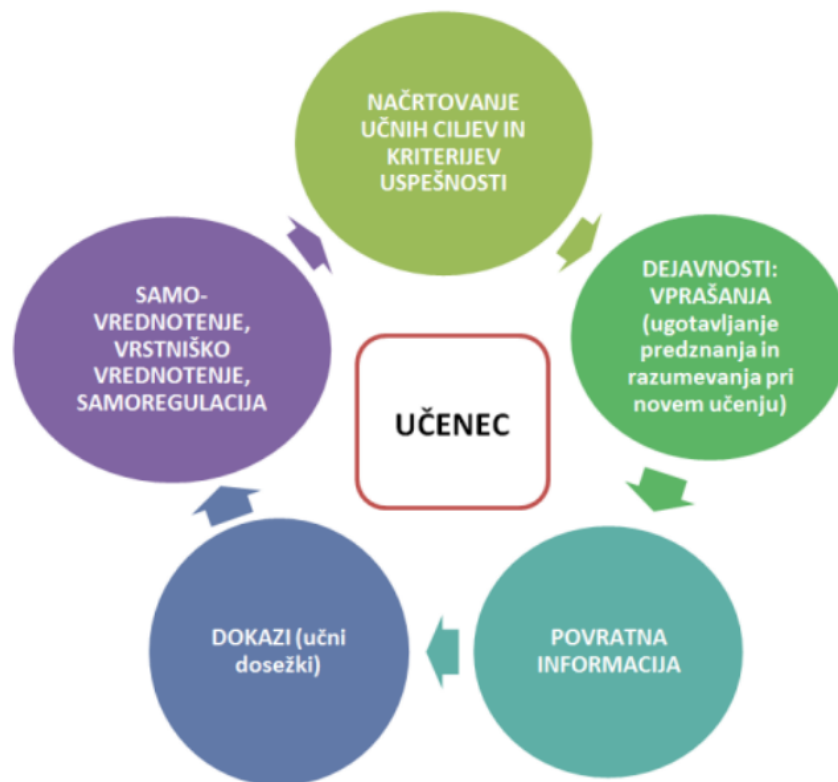 NAČRTOVANJE
UČNIH CILJEV IN
KRITERIJEV
USPEŠNOSTI
DEJAVNOSTI:
VPRAŠANJA
(ugotavljanje
predznanja in
razumevanja pri
novem učenju)
POVRATNA
INFORMACIJA
DOKAZI (učni
dosežki)
SAMO-
VREDNOTENJE,
VRSTNIŠKO
VREDNOTENJE,
SAMOREGULACIJA
UČENEC